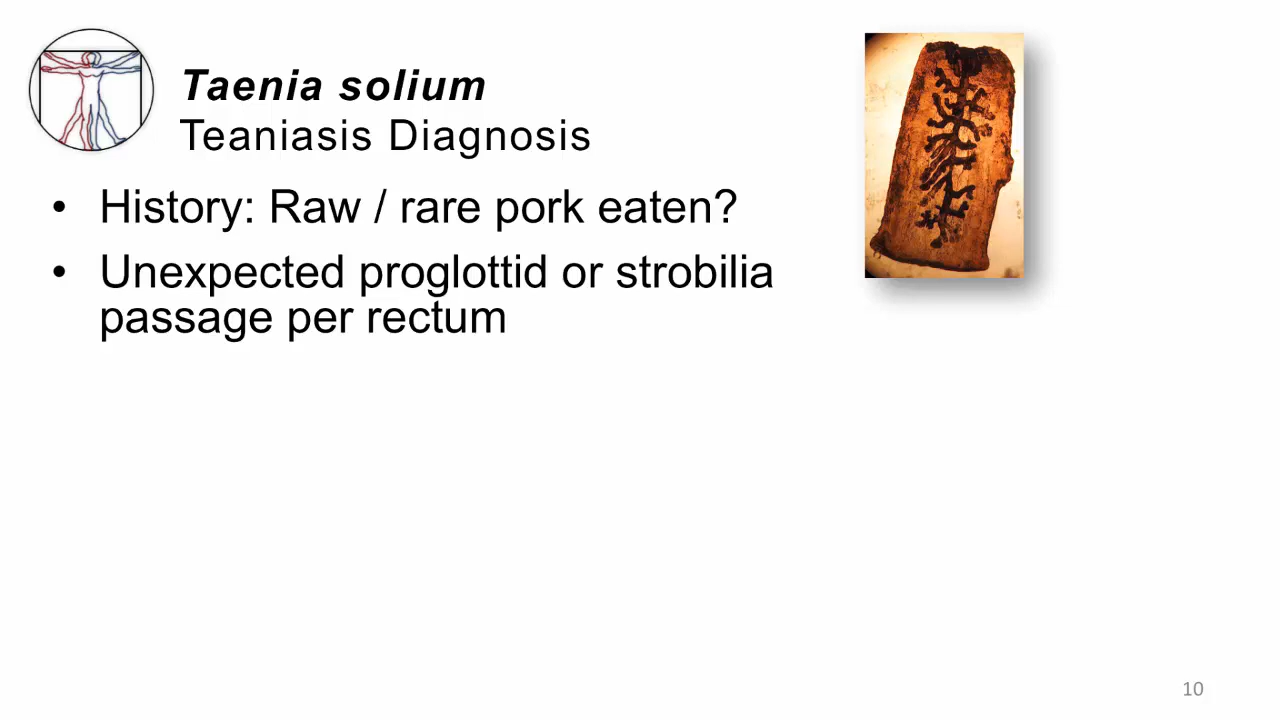 Taenia solium
Teaniasis Diagnosis
• History: Raw / rare pork eaten?
• Unexpected proglottid or strobilia
passage per rectum
10